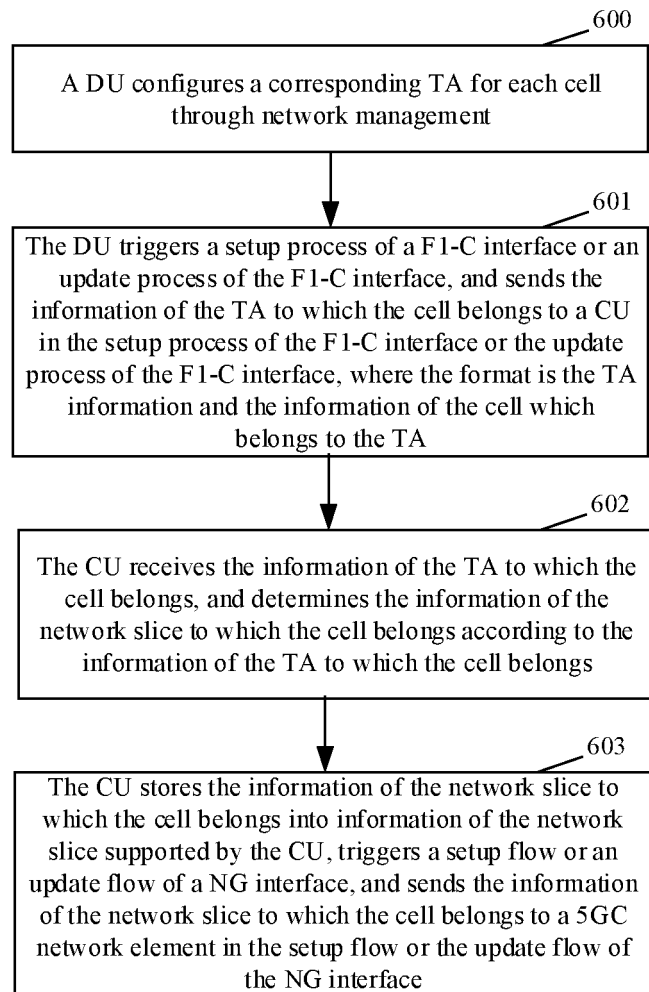 600
A DU configures a corresponding TA for each cell
through network management
601
The DU triggers a setup process of a F1-C interface or an
update process of the F1-C interface, and sends the
information of the TA to which the cell belongs to a CU
in the setup process of the F1-C interface or the update
process of the F1-C interface, where the format is the TA
information and the information of the cell which
belongs to the TA
602
The CU receives the information of the TA to which the
cell belongs, and determines the information of the
network slice to which the cell belongs according to the
information of the TA to which the cell belongs
603
The CU stores the information of the network slice to
which the cell belongs into information of the network
slice supported by the CU, triggers a setup flow or an
update flow of a NG interface, and sends the information
of the network slice to which the cell belongs to a 5GC
network element in the setup flow or the update flow of
the NG interface